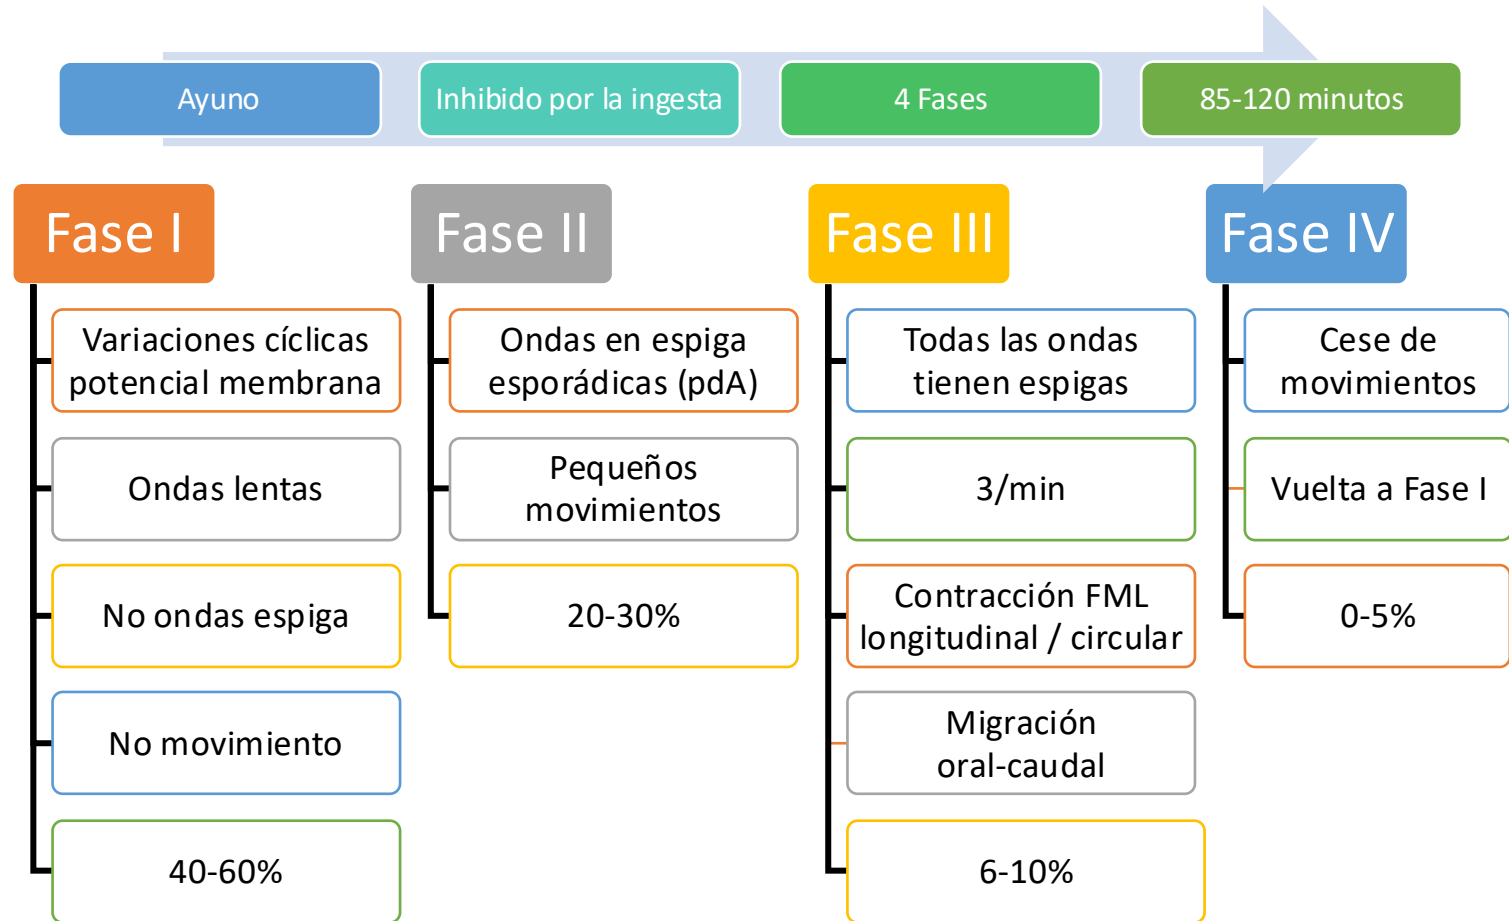 Ayuno
Inhibido por la ingesta
4 Fases
85-120 minutos
Fase I
Variaciones cíclicas
potencial membrana
Ondas lentas
No ondas espiga
No movimiento
40-60%
Fase II
Ondas en espiga
esporádicas (pdA)
Pequeños
movimientos
20-30%
Fase III
Todas las ondas
tienen espigas
3/min
Contracción FML
longitudinal / circular
Migración
oral-caudal
6-10%
Fase IV
Cese de
movimientos
Vuelta a Fase I
0-5%